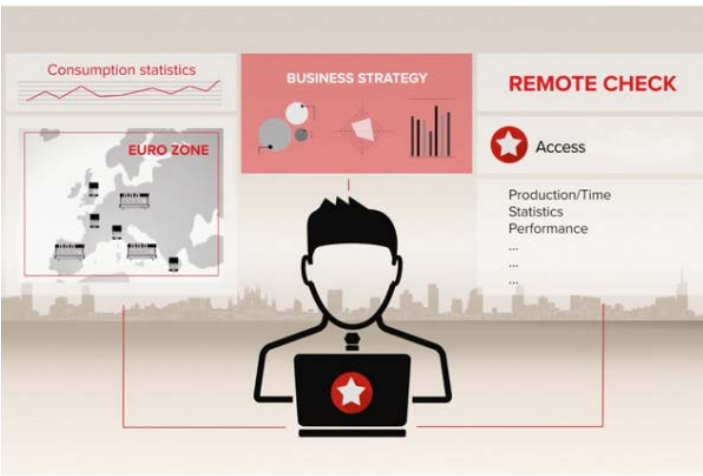 Consumption statistics
EURO ZONE
BUSINESS STRATEGY
REMOTE CHECK
Access
Production/Time
Statistics
Performance
...
...
...